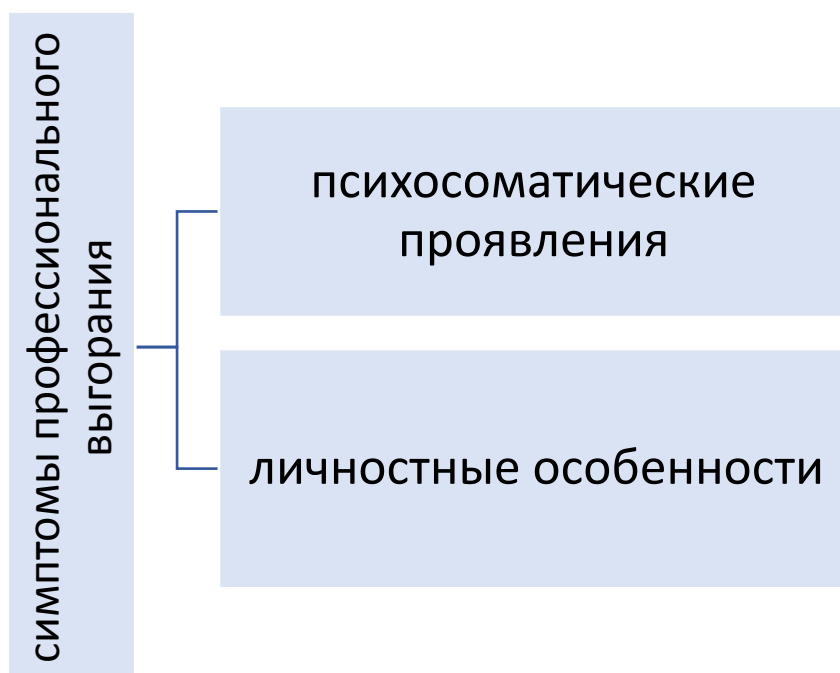 симптомы профессионального
выгорания
психосоматические
проявления
личностные особенности